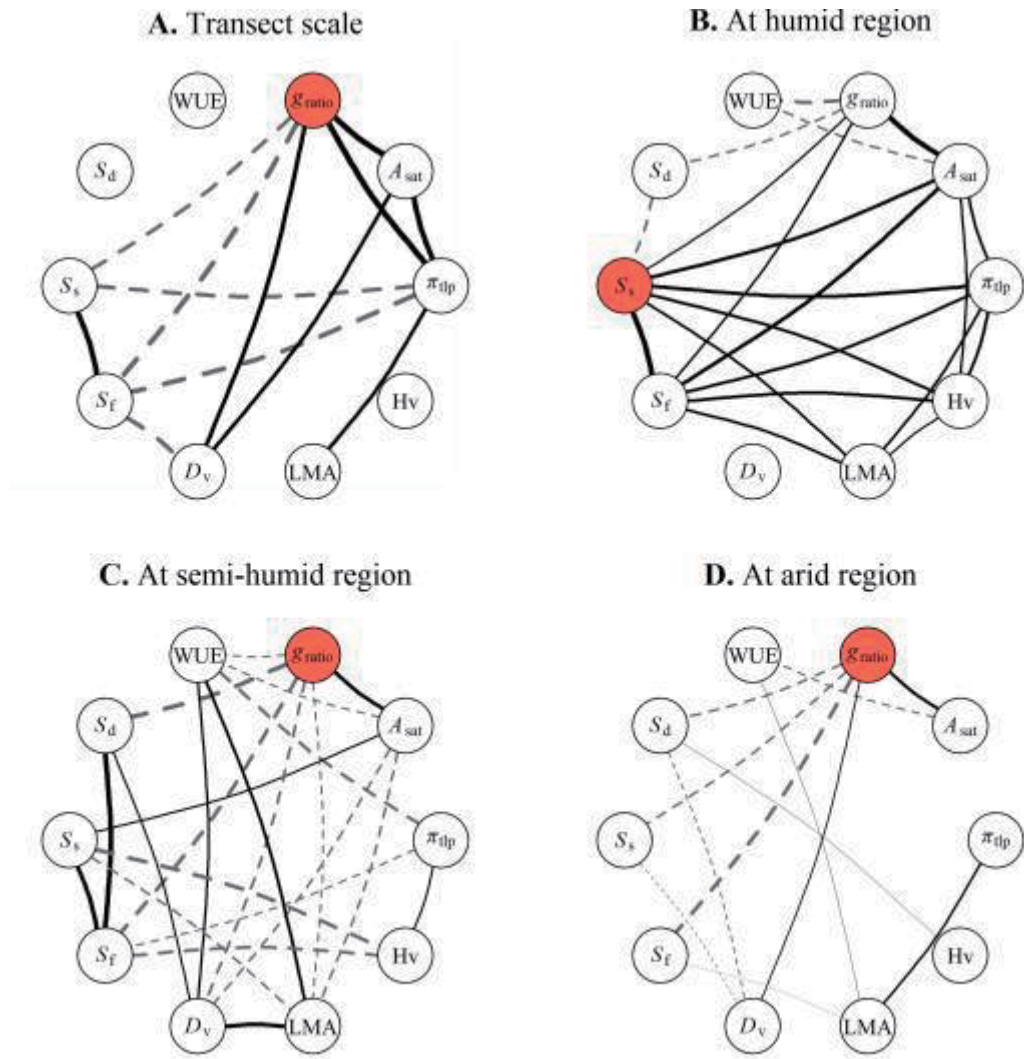 A. Transect scale
WUE
g ratio
S d
A sat
S s
π tlp
S f
Hv
D v
LMA
B. At humid region
WUE
g ratio
S d
A sat
S s
π tlp
S f
Hv
D v
LMA
C. At semi-humid region
WUE
g ratio
S d
A sat
S s
π tlp
S f
Hv
D v
LMA
D. At arid region
WUE
g ratio
S d
A sat
S s
π tlp
S f
Hv
D v
LMA